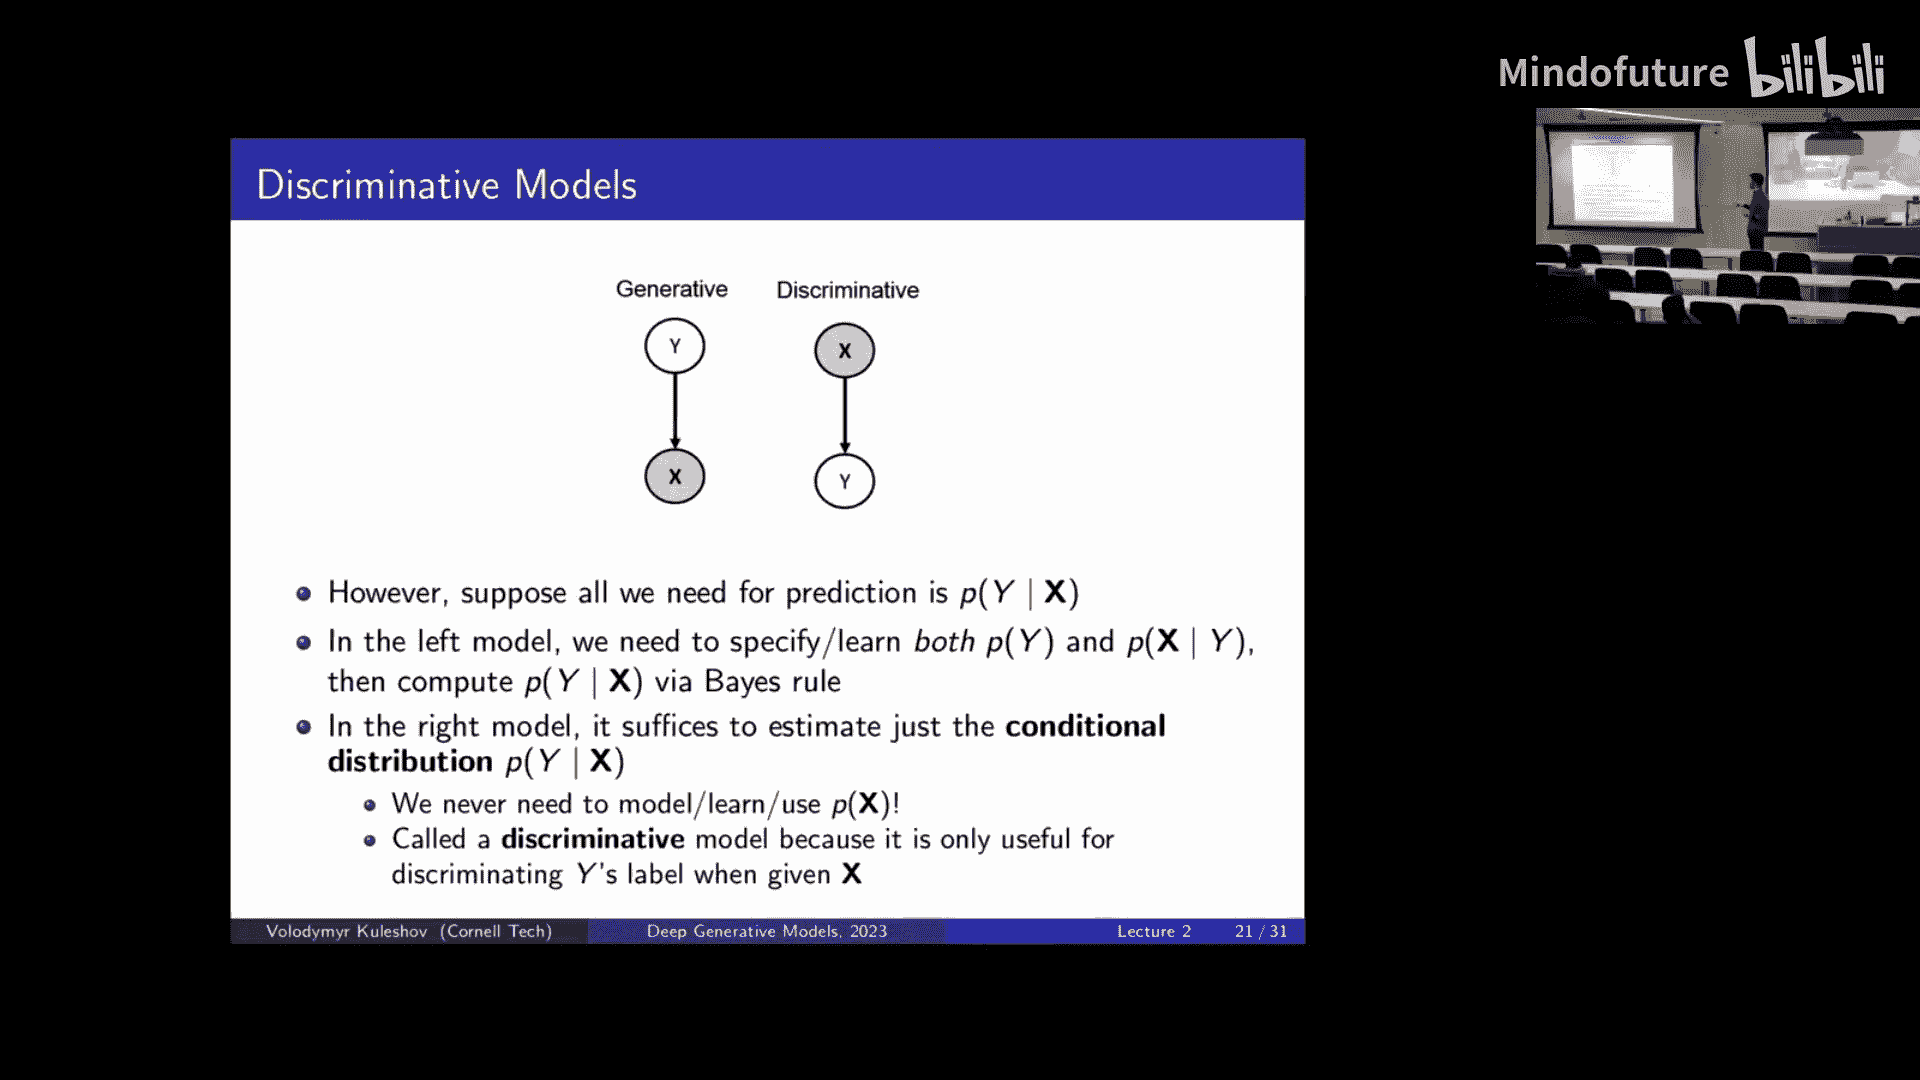 Mindofuture bilibili
Discriminative Models
Generative Discriminative
Y X
X Y
However, suppose all we need for prediction is p(Y | X)
In the left model, we need to specify/learn both p(Y) and p(X | Y),
then compute p(Y | X) via Bayes rule
In the right model, it suffices to estimate just the conditional
distribution p(Y | X)
We never need to model/learn/use p(X)!
Called a discriminative model because it is only useful for
discriminating Y's label when given X
Volodymyr Kuleshov (Cornell Tech) Deep Generative Models, 2023 Lecture 2 21 / 31